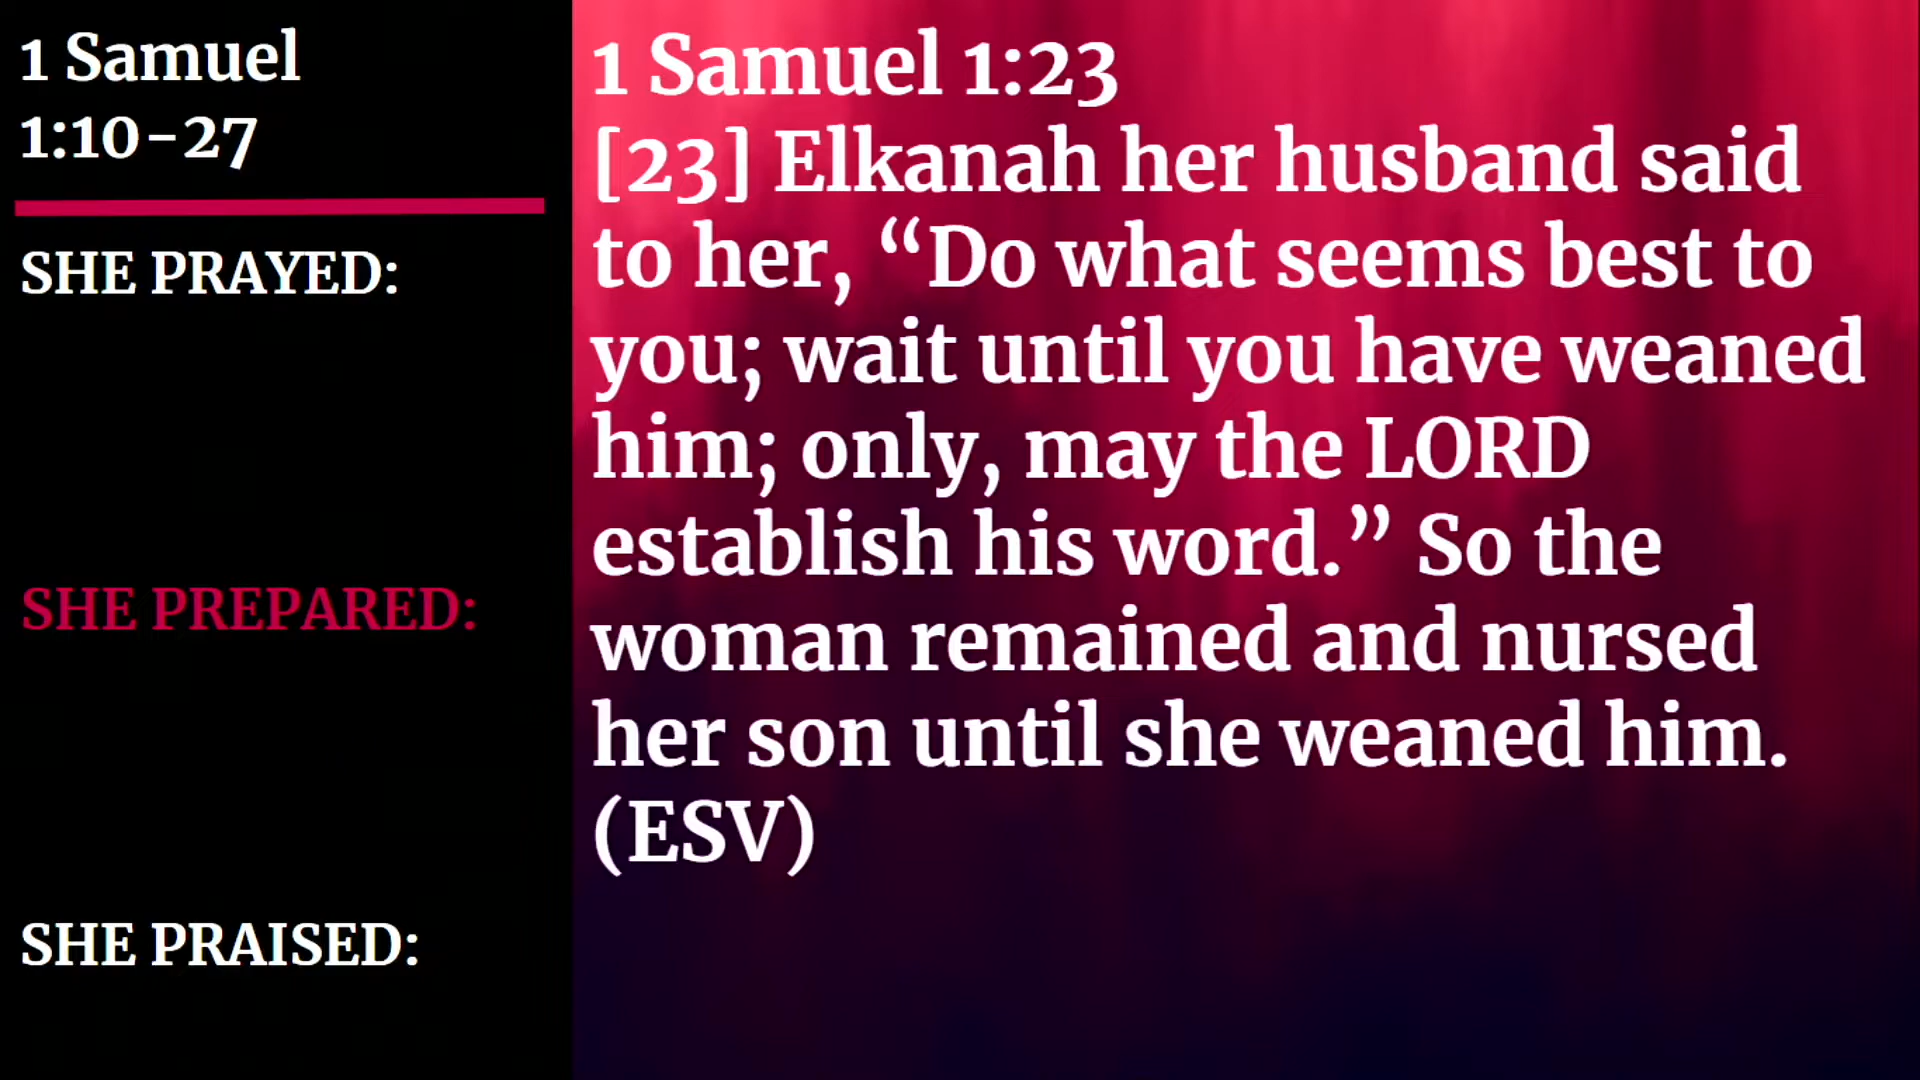 1 Samuel
1:10-27
SHE PRAYED:
SHE PREPARED:
SHE PRAISED:
1 Samuel 1:23
[23] Elkanah her husband said
to her, “Do what seems best to
you; wait until you have weaned
him; only, may the LORD
establish his word.” So the
woman remained and nursed
her son until she weaned him.
(ESV)